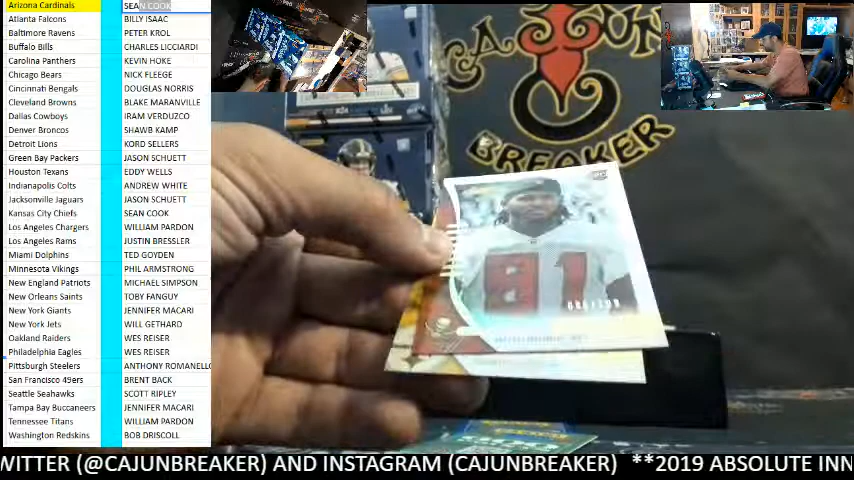 Arizona Cardinals SEAN COOK
Atlanta Falcons BILLY ISAAC
Baltimore Ravens PETER KROL
Buffalo Bills CHARLES LICCIARDI
Carolina Panthers KEVIN HOKE
Chicago Bears NICK FLEEGE
Cincinnati Bengals DOUGLAS NORRIS
Cleveland Browns BLAKE MARANVILLE
Dallas Cowboys IRAM VERDUZCO
Denver Broncos SHAWB KAMP
Detroit Lions KORD SELLERS
Green Bay Packers JASON SCHUETT
Houston Texans EDDY WELLS
Indianapolis Colts ANDREW WHITE
Jacksonville Jaguars JASON SCHUETT
Kansas City Chiefs SEAN COOK
Los Angeles Chargers WILLIAM PARDON
Los Angeles Rams JUSTIN BRESSLER
Miami Dolphins TED GOYDEN
Minnesota Vikings PHIL ARMSTRONG
New England Patriots MICHAEL SIMPSON
New Orleans Saints TOBY FANGUY
New York Giants JENNIFER MACARI
New York Jets WILL GETHARD
Oakland Raiders WES REISER
Philadelphia Eagles WES REISER
Pittsburgh Steelers ANTHONY ROMANELLO
San Francisco 49ers BRENT BACK
Seattle Seahawks SCOTT RIPLEY
Tampa Bay Buccaneers JENNIFER MACARI
Tennessee Titans WILLIAM PARDON
Washington Redskins BOB DRISCOLL
CAJUN
BREAKER
81
WITTER (@CAJUNBREAKER) AND INSTAGRAM (CAJUNBREAKER) **2019 ABSOLUTE INN